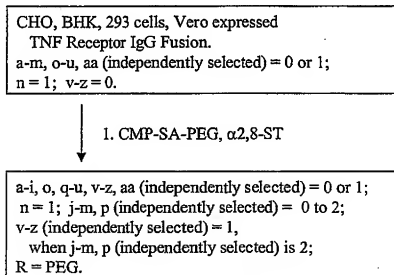 CHO, BHK, 293 cells, Vero expressed
TNF Receptor IgG Fusion.
a-m, o-u, aa (independently selected) = 0 or 1;
n = 1; v-z = 0.
1. CMP-SA-PEG, α2,8-ST
a-i, o, q-u, v-z, aa (independently selected) = 0 or 1;
n = 1; j-m, p (independently selected) = 0 to 2;
v-z (independently selected) = 1,
when j-m, p (independently selected) is 2;
R = PEG.